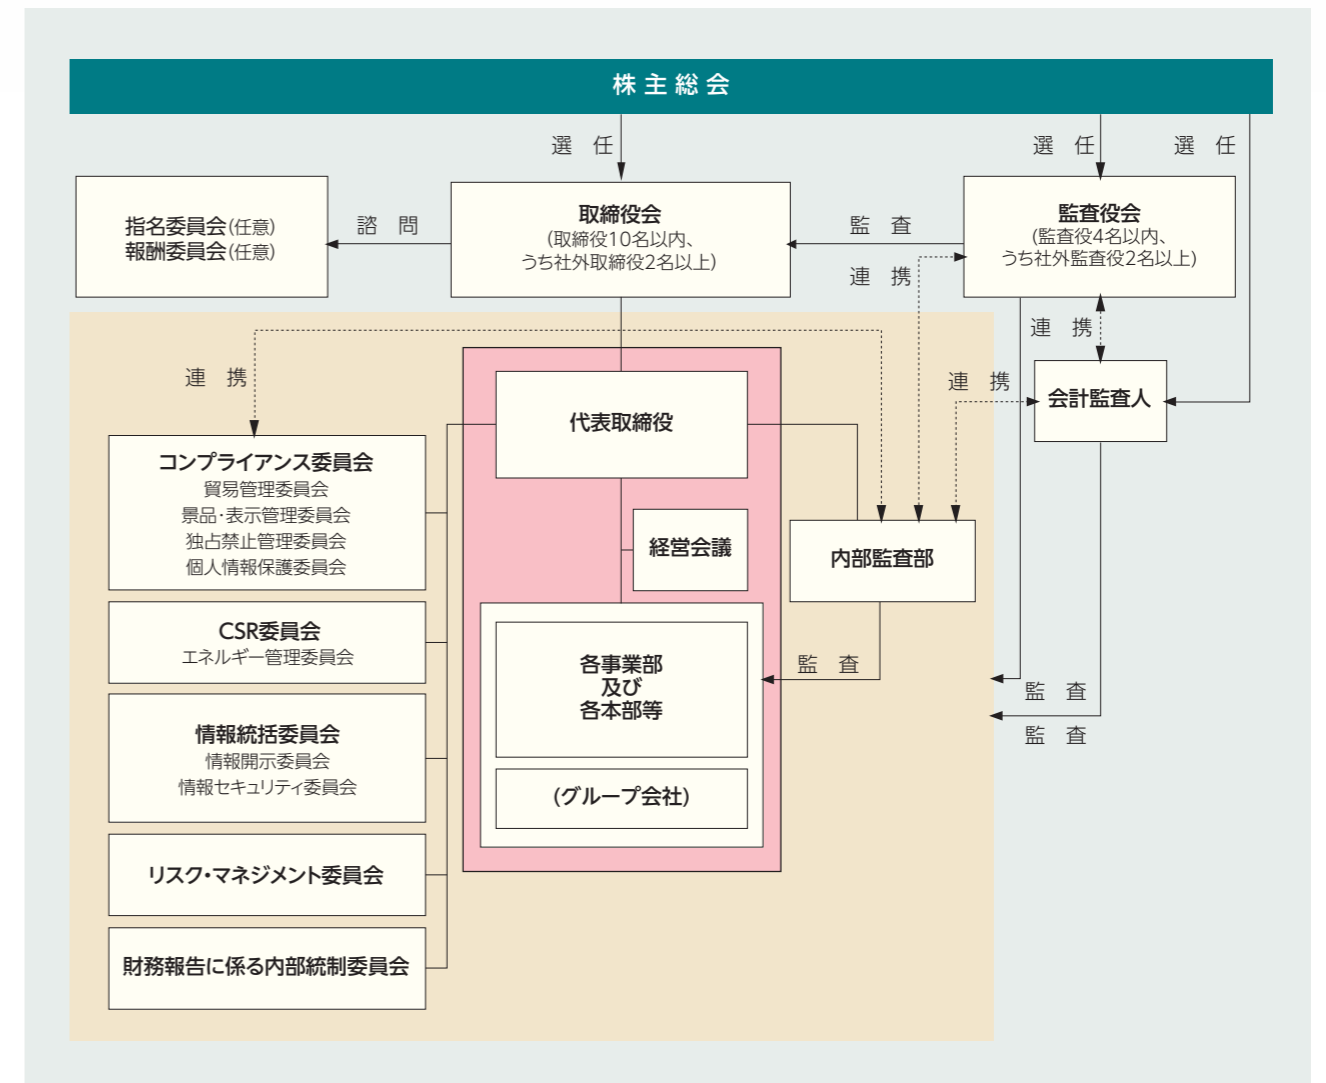 株主総会
選 任
選 任
選 任
指名委員会(任意)
報酬委員会(任意)
諮 問
取締役会
(取締役10名以内、
うち社外取締役2名以上)
監 査
連 携
監査役会
(監査役4名以内、
うち社外監査役2名以上)
連 携
連 携
連 携
会計監査人
代表取締役
コンプライアンス委員会
貿易管理委員会
景品・表示管理委員会
独占禁止管理委員会
個人情報保護委員会
経営会議
内部監査部
CSR委員会
エネルギー管理委員会
各事業部
及び
各本部等
監 査
監 査
監 査
情報統括委員会
情報開示委員会
情報セキュリティ委員会
(グループ会社)
リスク・マネジメント委員会
財務報告に係る内部統制委員会